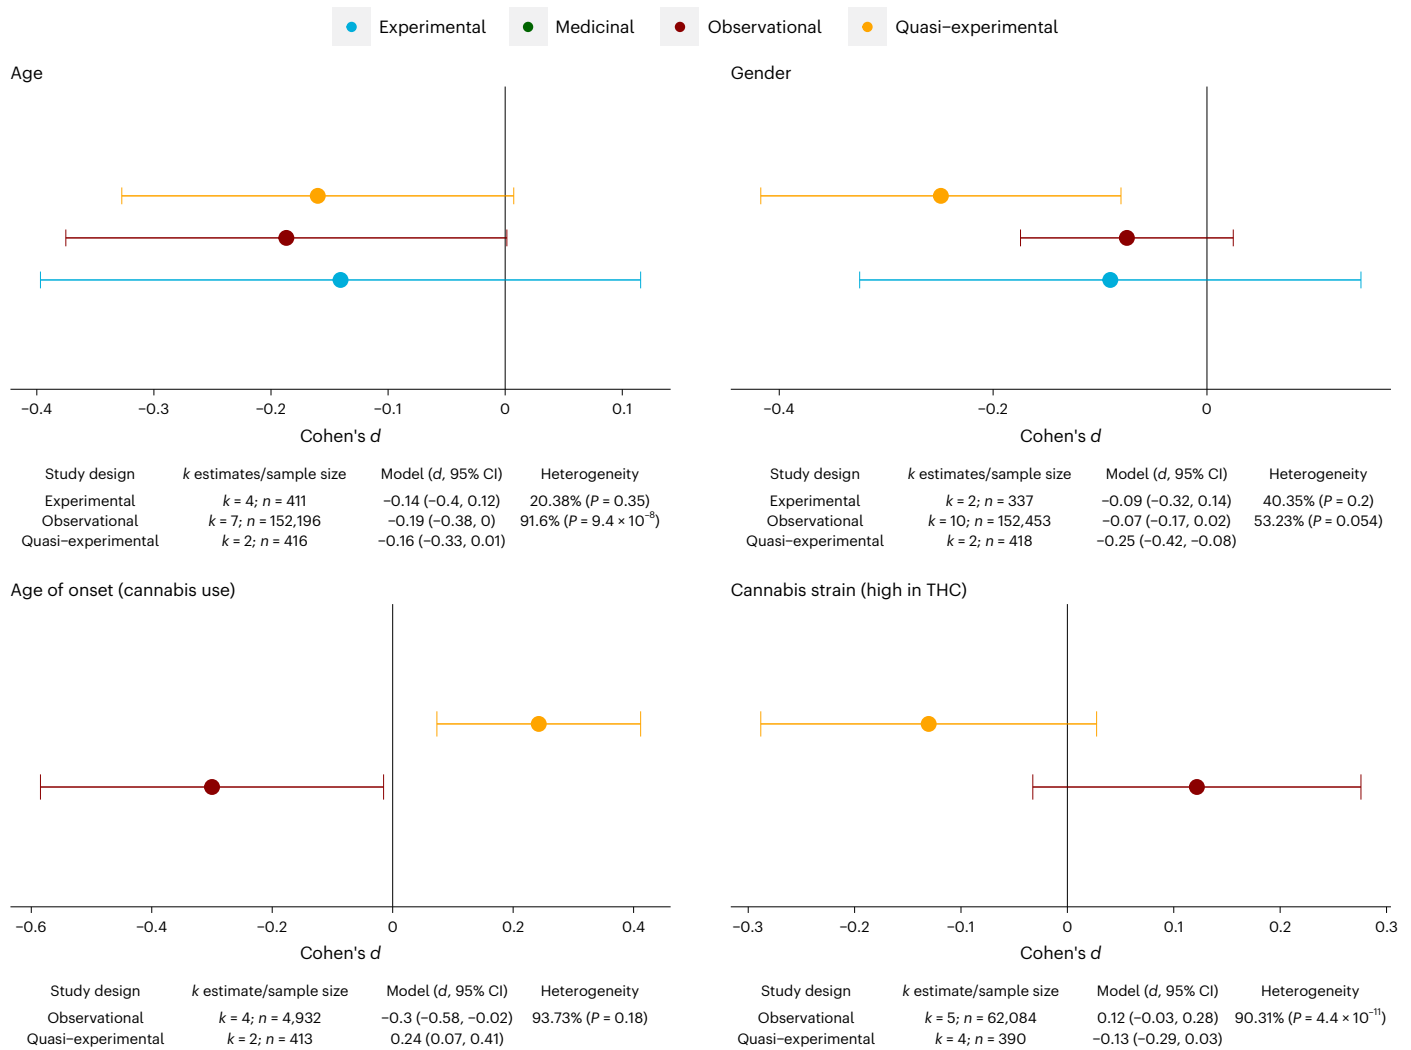 Experimental Medicinal Observational Quasi−experimental
Age
−0.4 −0.3 −0.2 −0.1 0 0.1
Cohen's d
Study design k estimates/sample size Model (d, 95% CI) Heterogeneity
Experimental k = 4; n = 411 −0.14 (−0.4, 0.12) 20.38% (P = 0.35)
Observational k = 7; n = 152,196 −0.19 (−0.38, 0) 91.6% (P = 9.4 × 10⁻⁸)
Quasi−experimental k = 2; n = 416 −0.16 (−0.33, 0.01)
Gender
−0.4 −0.2 0
Cohen's d
Study design k estimates/sample size Model (d, 95% CI) Heterogeneity
Experimental k = 2; n = 337 −0.09 (−0.32, 0.14) 40.35% (P = 0.2)
Observational k = 10; n = 152,453 −0.07 (−0.17, 0.02) 53.23% (P = 0.054)
Quasi−experimental k = 2; n = 418 −0.25 (−0.42, −0.08)
Age of onset (cannabis use)
−0.6 −0.4 −0.2 0 0.2 0.4
Cohen's d
Study design k estimate/sample size Model (d, 95% CI) Heterogeneity
Observational k = 4; n = 4,932 −0.3 (−0.58, −0.02) 93.73% (P = 0.18)
Quasi−experimental k = 2; n = 413 0.24 (0.07, 0.41)
Cannabis strain (high in THC)
−0.3 −0.2 −0.1 0 0.1 0.2 0.3
Cohen's d
Study design k estimate/sample size Model (d, 95% CI) Heterogeneity
Observational k = 5; n = 62,084 0.12 (−0.03, 0.28) 90.31% (P = 4.4 × 10⁻¹¹)
Quasi−experimental k = 4; n = 390 −0.13 (−0.29, 0.03)